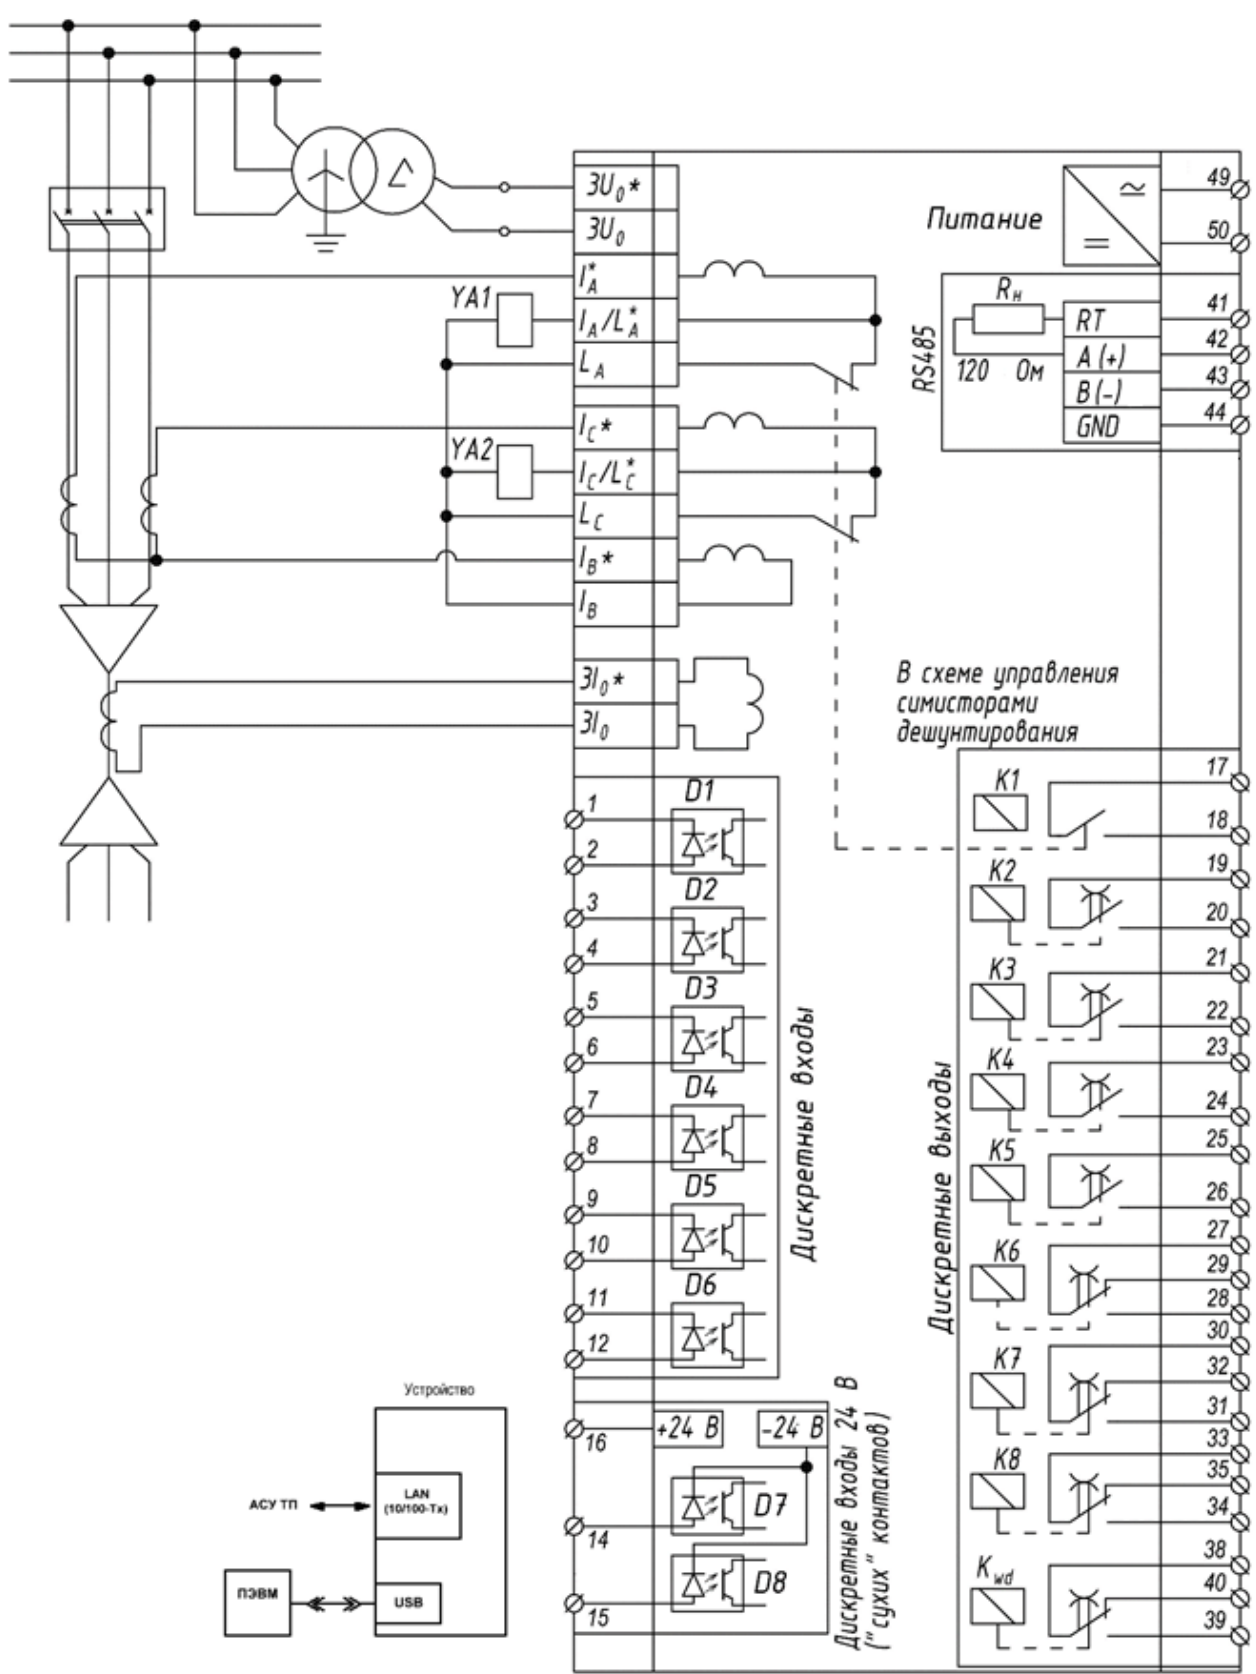 3U₀*
3U₀
I*A
YA1
IA/L*A
LA
IC*
YA2
IC/L*C
LC
IB*
IB
3I₀*
3I₀
Питание
49
50
RS485
Rн
120 Ом
RT
A (+)
B (-)
GND
41
42
43
44
В схеме управления
симисторами
дешунтирования
D1
1
2
D2
3
4
D3
5
6
D4
7
8
D5
9
10
D6
11
12
Дискретные входы
+24 В
-24 В
16
D7
14
D8
15
Дискретные входы 24 В
("сухих" контактов)
Дискретные выходы
K1
17
18
K2
19
20
K3
21
22
K4
23
24
K5
25
26
K6
27
29
28
K7
30
32
31
K8
33
35
34
Kwd
38
40
39
Устройство
АСУ ТП
LAN
(10/100-Тх)
ПЭВМ
USB